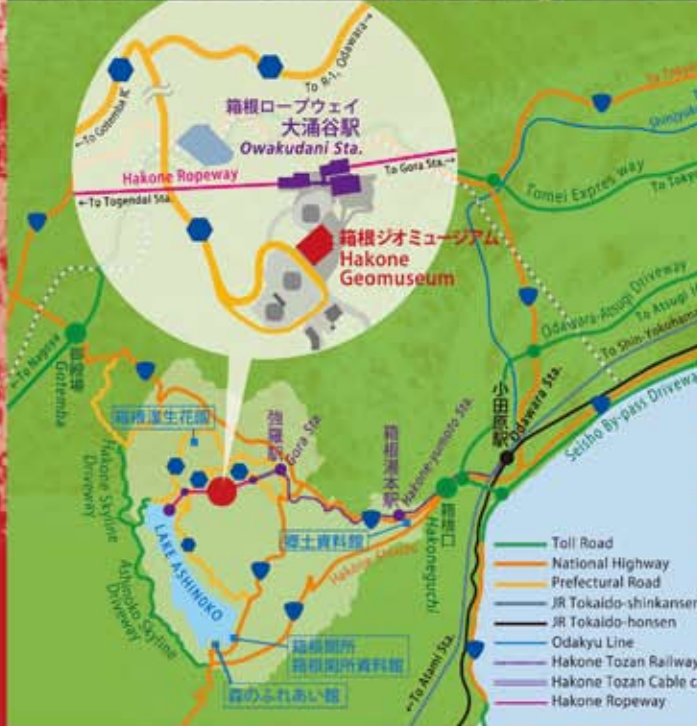 To R-1, Odawara→
←To Gotemba IC
箱根ロープウェイ
大涌谷駅
Owakudani Sta.
Hakone Ropeway
To Gora Sta.→
←To Togendai Sta.
箱根ジオミュージアム
Hakone
Geomuseum
Tomei Express way
Odawara-Atsugi Driveway
To Shin-Yokohama
←To Nagoya
御殿場
Gotemba
小田原駅
Odawara Sta.
Seisho By-pass Driveway
箱根湿生花園
強羅駅
Gora Sta.
箱根湯本駅
Hakone-yumoto Sta.
箱根口
Hakoneguchi
Hakone Skyline
Driveway
郷土資料館
LAKE ASHINOKO
Ashinoko Skyline
Driveway
箱根関所
箱根関所資料館
森のふれあい館
←To Atami Sta.
Toll Road
National Highway
Prefectural Road
JR Tokaido-shinkansen
JR Tokaido-honsen
Odakyu Line
Hakone Tozan Railway
Hakone Tozan Cable c
Hakone Ropeway